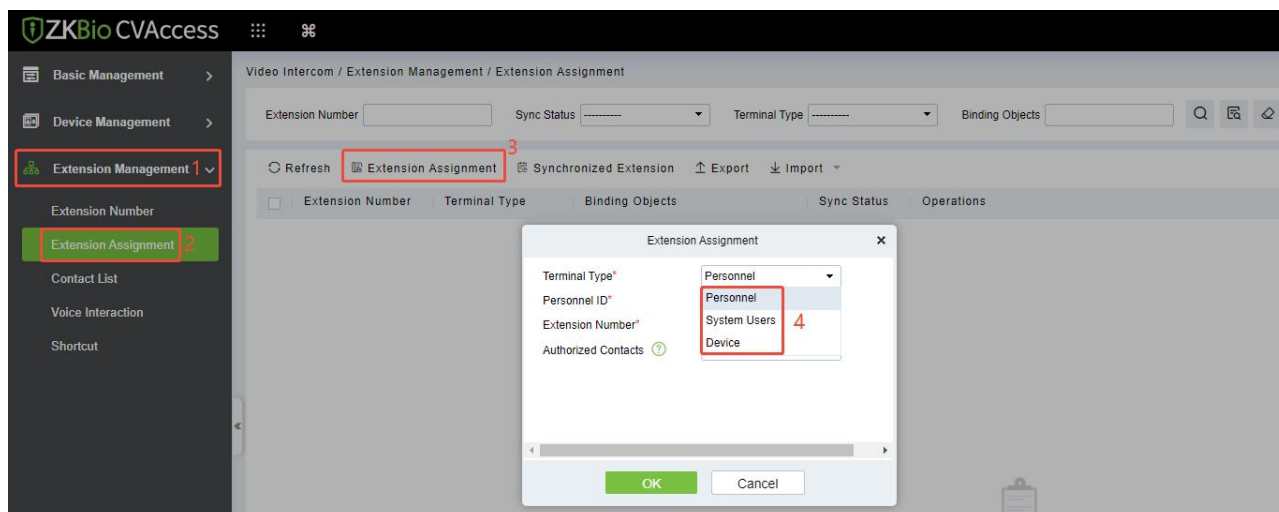 ZKBio CVAccess
Basic Management
Device Management
Extension Management 1
Extension Number
Extension Assignment 2
Contact List
Voice Interaction
Shortcut
Video Intercom / Extension Management / Extension Assignment
Extension Number Sync Status ---------- Terminal Type ---------- Binding Objects
3
Refresh Extension Assignment Synchronized Extension Export Import
Extension Number Terminal Type Binding Objects Sync Status Operations
Extension Assignment
Terminal Type* Personnel
Personnel ID* Personnel
Extension Number* System Users 4
Authorized Contacts ? Device
OK Cancel